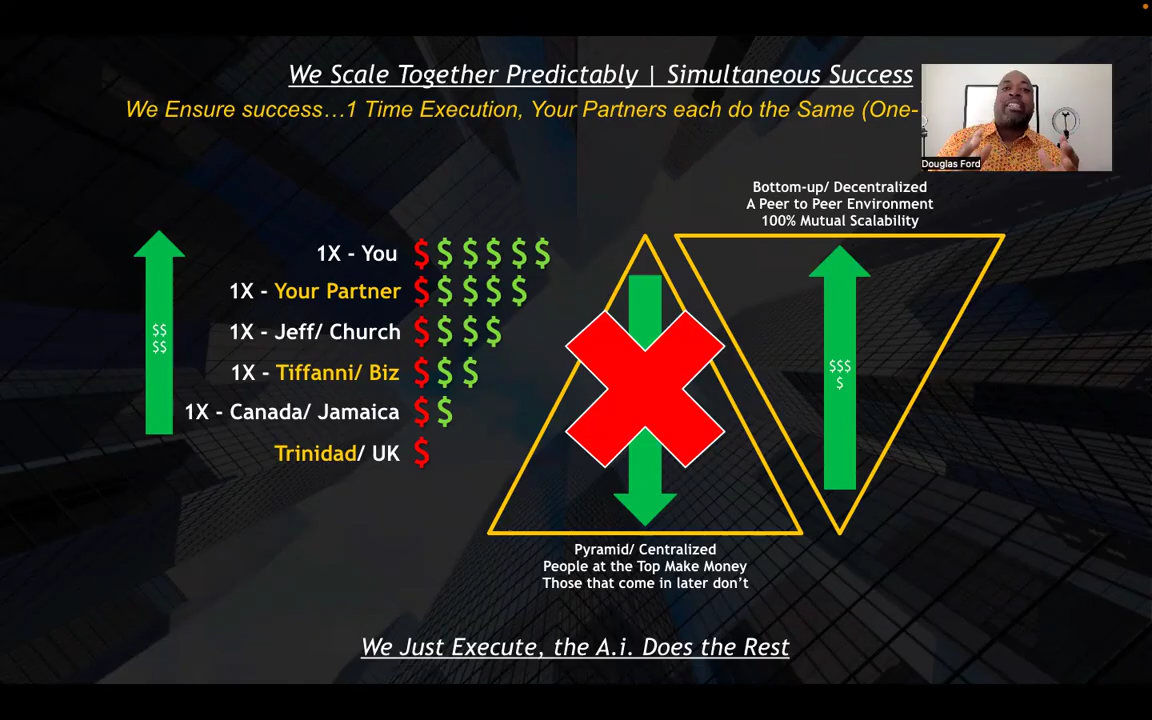 We Scale Together Predictably | Simultaneous Success
We Ensure success…1 Time Execution, Your Partners each do the Same (One-
Douglas Ford
Bottom-up/ Decentralized
A Peer to Peer Environment
100% Mutual Scalability
1X - You $ $ $ $ $ $
1X - Your Partner $ $ $ $ $
1X - Jeff/ Church $ $ $ $
1X - Tiffanni/ Biz $ $ $
1X - Canada/ Jamaica $ $
Trinidad/ UK $
$$
$$
$$$
$
Pyramid/ Centralized
People at the Top Make Money
Those that come in later don't
We Just Execute, the A.i. Does the Rest